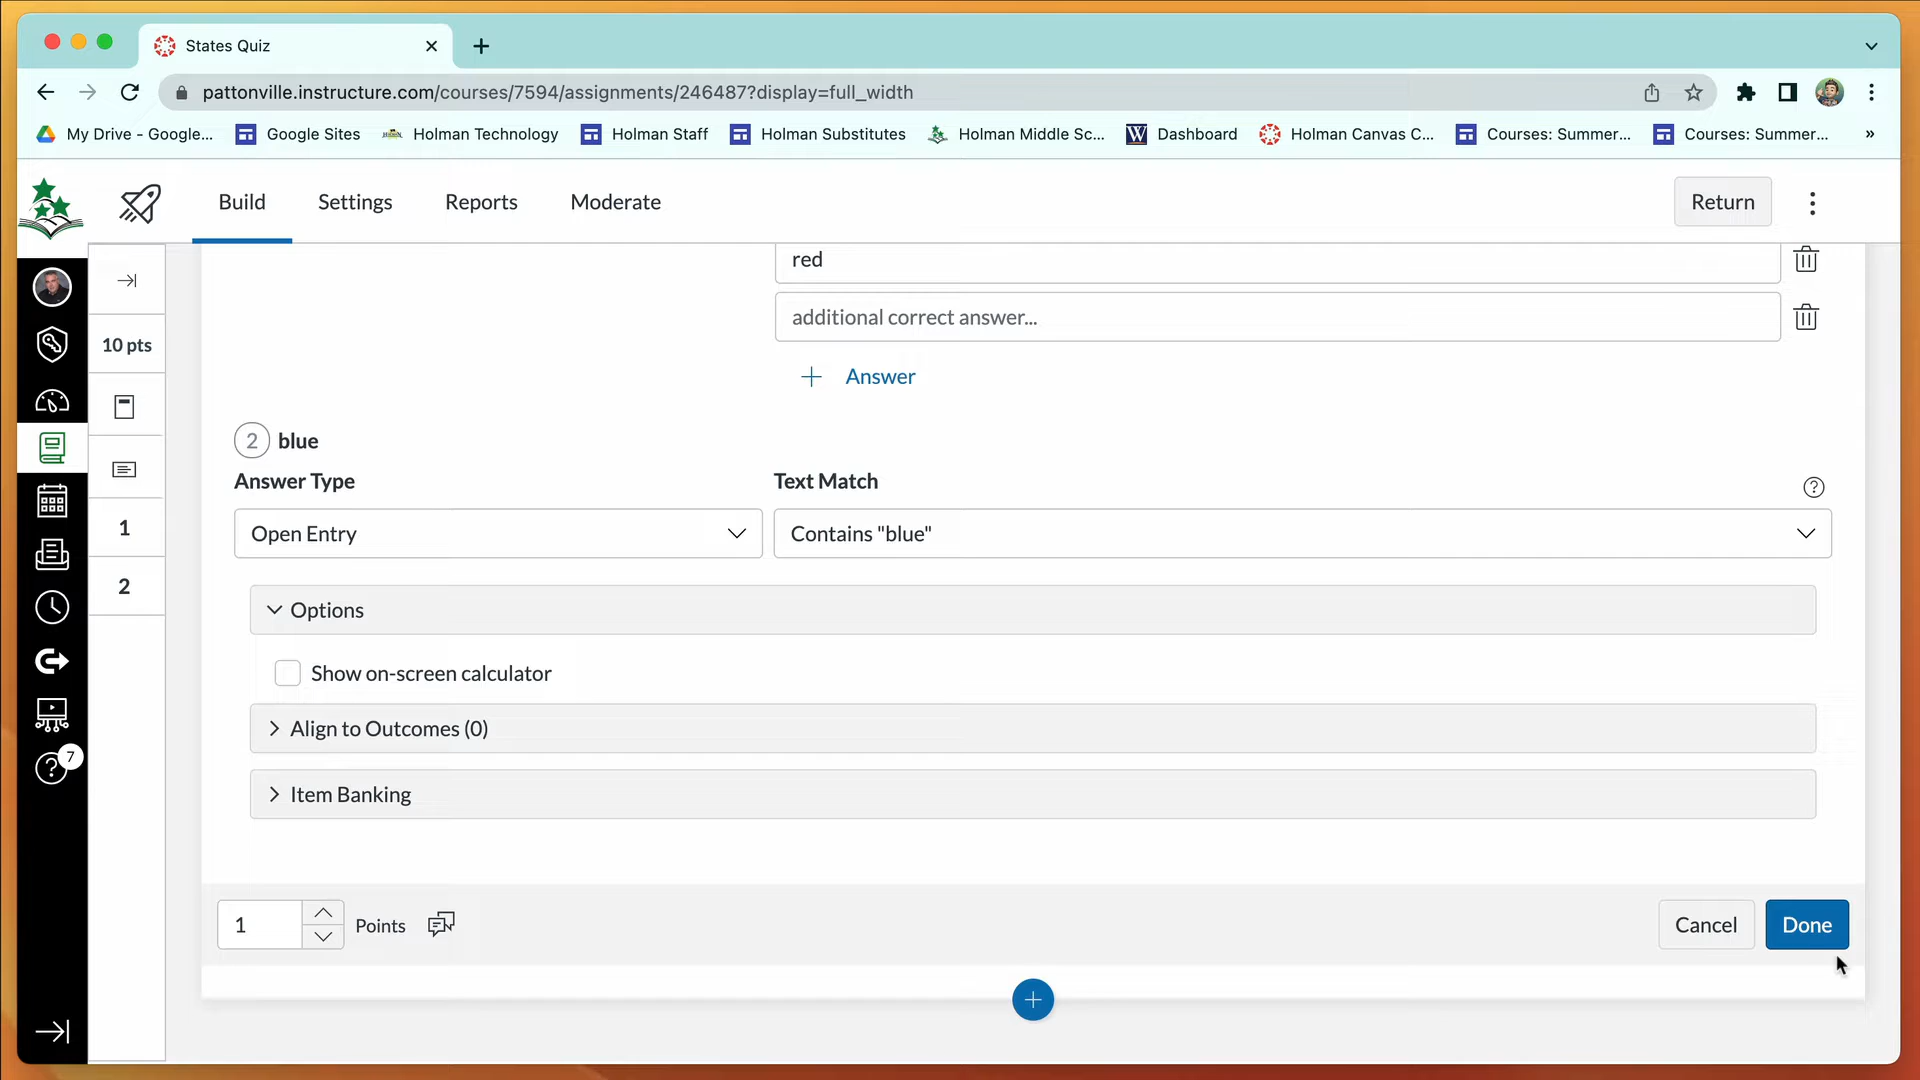 States Quiz
pattonville.instructure.com/courses/7594/assignments/246487?display=full_width
My Drive - Google...
Google Sites
Holman Technology
Holman Staff
Holman Substitutes
Holman Middle Sc...
W
Dashboard
Holman Canvas C...
Courses: Summer...
Courses: Summer...
»
Build
Settings
Reports
Moderate
Return
red
10 pts
additional correct answer...
Answer
2 blue
Answer Type
Text Match
1
Open Entry
Contains "blue"
2
Options
Show on-screen calculator
Align to Outcomes (0)
7
Item Banking
1
Points
Cancel
Done